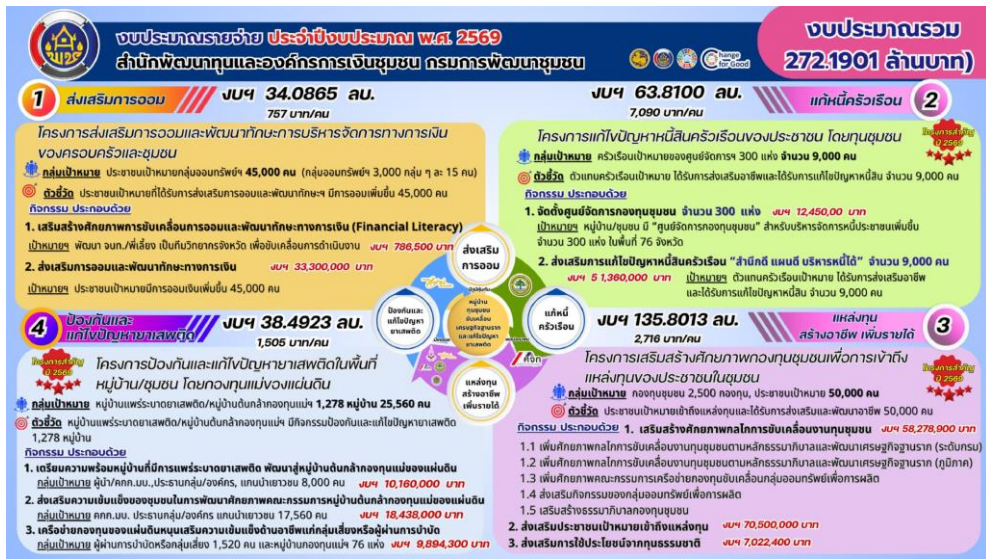 งบประมาณรายจ่าย ประจำปีงบประมาณ พ.ศ. 2569
สำนักพัฒนาทุนและองค์กรการเงินชุมชน กรมการพัฒนาชุมชน
Change for Good
งบประมาณรวม
272.1901 ล้านบาท)
1 ส่งเสริมการออม งบฯ 34.0865 ลบ.
757 บาท/คน
โครงการส่งเสริมการออมและพัฒนาทักษะการบริหารจัดการทางการเงิน
ของครอบครัวและชุมชน
กลุ่มเป้าหมาย ประชาชนเป้าหมายกลุ่มออมทรัพย์ฯ 45,000 คน (กลุ่มออมทรัพย์ฯ 3,000 กลุ่ม ๆ ละ 15 คน)
ตัวชี้วัด ประชาชนเป้าหมายที่ได้รับการส่งเสริมการออมและพัฒนาทักษะฯ มีการออมเพิ่มขึ้น 45,000 คน
กิจกรรม ประกอบด้วย
1. เสริมสร้างศักยภาพการขับเคลื่อนการออมและพัฒนาทักษะทางการเงิน (Financial Literacy)
เป้าหมายฯ พัฒนา จนท./พี่เลี้ยง เป็นทีมวิทยากรจังหวัด เพื่อขับเคลื่อนการดำเนินงาน งบฯ 786,500 บาท
2. ส่งเสริมการออมและพัฒนาทักษะทางการเงิน งบฯ 33,300,000 บาท
เป้าหมายฯ ประชาชนเป้าหมายมีการออมเงินเพิ่มขึ้น 45,000 คน
งบฯ 63.8100 ลบ. แก้หนี้ครัวเรือน 2
7,090 บาท/คน
โครงการแก้ไขปัญหาหนี้สินครัวเรือนของประชาชน โดยทุนชุมชน
โครงการสำคัญ
ปี 2569
กลุ่มเป้าหมาย ครัวเรือนเป้าหมายของศูนย์จัดการฯ 300 แห่ง จำนวน 9,000 คน
ตัวชี้วัด ตัวแทนครัวเรือนเป้าหมาย ได้รับการส่งเสริมอาชีพและได้รับการแก้ไขปัญหาหนี้สิน จำนวน 9,000 คน
กิจกรรม ประกอบด้วย
1. จัดตั้งศูนย์จัดการกองทุนชุมชน จำนวน 300 แห่ง งบฯ 12,450,00 บาท
เป้าหมายฯ หมู่บ้าน/ชุมชน มี "ศูนย์จัดการกองทุนชุมชน" สำหรับบริหารจัดการหนี้ประชาชนเพิ่มขึ้น
จำนวน 300 แห่ง ในพื้นที่ 76 จังหวัด
2. ส่งเสริมการแก้ไขปัญหาหนี้สินครัวเรือน "สำนึกดี แผนดี บริหารหนี้ได้" จำนวน 9,000 คน
งบฯ 51,360,000 บาท เป้าหมายฯ ตัวแทนครัวเรือนเป้าหมาย ได้รับการส่งเสริมอาชีพ
และได้รับการแก้ไขปัญหาหนี้สิน จำนวน 9,000 คน
ส่งเสริม
การออม
ป้องกันและ
แก้ไขปัญหา
ยาเสพติด
หมู่บ้าน
ทุนชุมชน
ขับเคลื่อน
เศรษฐกิจฐานราก
และแก้ไขปัญหา
ยาเสพติด
แก้หนี้
ครัวเรือน
แหล่งทุน
สร้างอาชีพ
เพิ่มรายได้
4 ป้องกันและ
แก้ไขปัญหายาเสพติด งบฯ 38.4923 ลบ.
1,505 บาท/คน
โครงการสำคัญ
ปี 2569
โครงการป้องกันและแก้ไขปัญหายาเสพติดในพื้นที่
หมู่บ้าน/ชุมชน โดยกองทุนแม่ของแผ่นดิน
กลุ่มเป้าหมาย หมู่บ้านแพร่ระบาดยาเสพติด/หมู่บ้านต้นกล้ากองทุนแม่ฯ 1,278 หมู่บ้าน 25,560 คน
ตัวชี้วัด หมู่บ้านแพร่ระบาดยาเสพติด/หมู่บ้านต้นกล้ากองทุนแม่ฯ มีกิจกรรมป้องกันและแก้ไขปัญหายาเสพติด
1,278 หมู่บ้าน
กิจกรรม ประกอบด้วย
1. เตรียมความพร้อมหมู่บ้านที่มีการแพร่ระบาดยาเสพติด พัฒนาสู่หมู่บ้านต้นกล้ากองทุนแม่ของแผ่นดิน
กลุ่มเป้าหมาย ผู้นำ/คกก.มบ.,ประธานกลุ่ม/องค์กร, แกนนำเยาวชน 8,000 คน งบฯ 10,160,000 บาท
2. ส่งเสริมความเข้มแข็งของชุมชนในการพัฒนาศักยภาพคณะกรรมการหมู่บ้านต้นกล้ากองทุนแม่ของแผ่นดิน
กลุ่มเป้าหมาย คกก.มบ. ประธานกลุ่ม/องค์กร แกนนำเยาวชน 17,560 คน งบฯ 18,438,000 บาท
3. เครือข่ายกองทุนของแผ่นดินหนุนเสริมความเข้มแข็งด้านอาชีพแก่กลุ่มเสี่ยงหรือผู้ผ่านการบำบัด
กลุ่มเป้าหมาย ผู้ผ่านการบำบัดหรือกลุ่มเสี่ยง 1,520 คน และหมู่บ้านกองทุนแม่ฯ 76 แห่ง งบฯ 9,894,300 บาท
งบฯ 135.8013 ลบ. แหล่งทุน
สร้างอาชีพ เพิ่มรายได้ 3
2,716 บาท/คน
โครงการเสริมสร้างศักยภาพกองทุนชุมชนเพื่อการเข้าถึง
แหล่งทุนของประชาชนในชุมชน
โครงการสำคัญ
ปี 2569
กลุ่มเป้าหมาย กองทุนชุมชน 2,500 กองทุน, ประชาชนเป้าหมาย 50,000 คน
ตัวชี้วัด ประชาชนเป้าหมายเข้าถึงแหล่งทุนและได้รับการส่งเสริมและพัฒนาอาชีพ 50,000 คน
กิจกรรม ประกอบด้วย 1. เสริมสร้างศักยภาพกลไกการขับเคลื่อนงานทุนชุมชน งบฯ 58,278,900 บาท
1.1 เพิ่มศักยภาพกลไกการขับเคลื่อนงานทุนชุมชนตามหลักธรรมาภิบาลและพัฒนาเศรษฐกิจฐานราก (ระดับกรม)
1.2 เพิ่มศักยภาพกลไกการขับเคลื่อนงานทุนชุมชนตามหลักธรรมาภิบาลและพัฒนาเศรษฐกิจฐานราก (ภูมิภาค)
1.3 เพิ่มศักยภาพคณะกรรมการเครือข่ายกองทุนขับเคลื่อนกลุ่มออมทรัพย์เพื่อการผลิต
1.4 ส่งเสริมกิจกรรมของกลุ่มออมทรัพย์เพื่อการผลิต
1.5 เสริมสร้างธรรมาภิบาลกองทุนชุมชน
2. ส่งเสริมประชาชนเป้าหมายเข้าถึงแหล่งทุน งบฯ 70,500,000 บาท
3. ส่งเสริมการใช้ประโยชน์จากทุนธรรมชาติ งบฯ 7,022,400 บาท